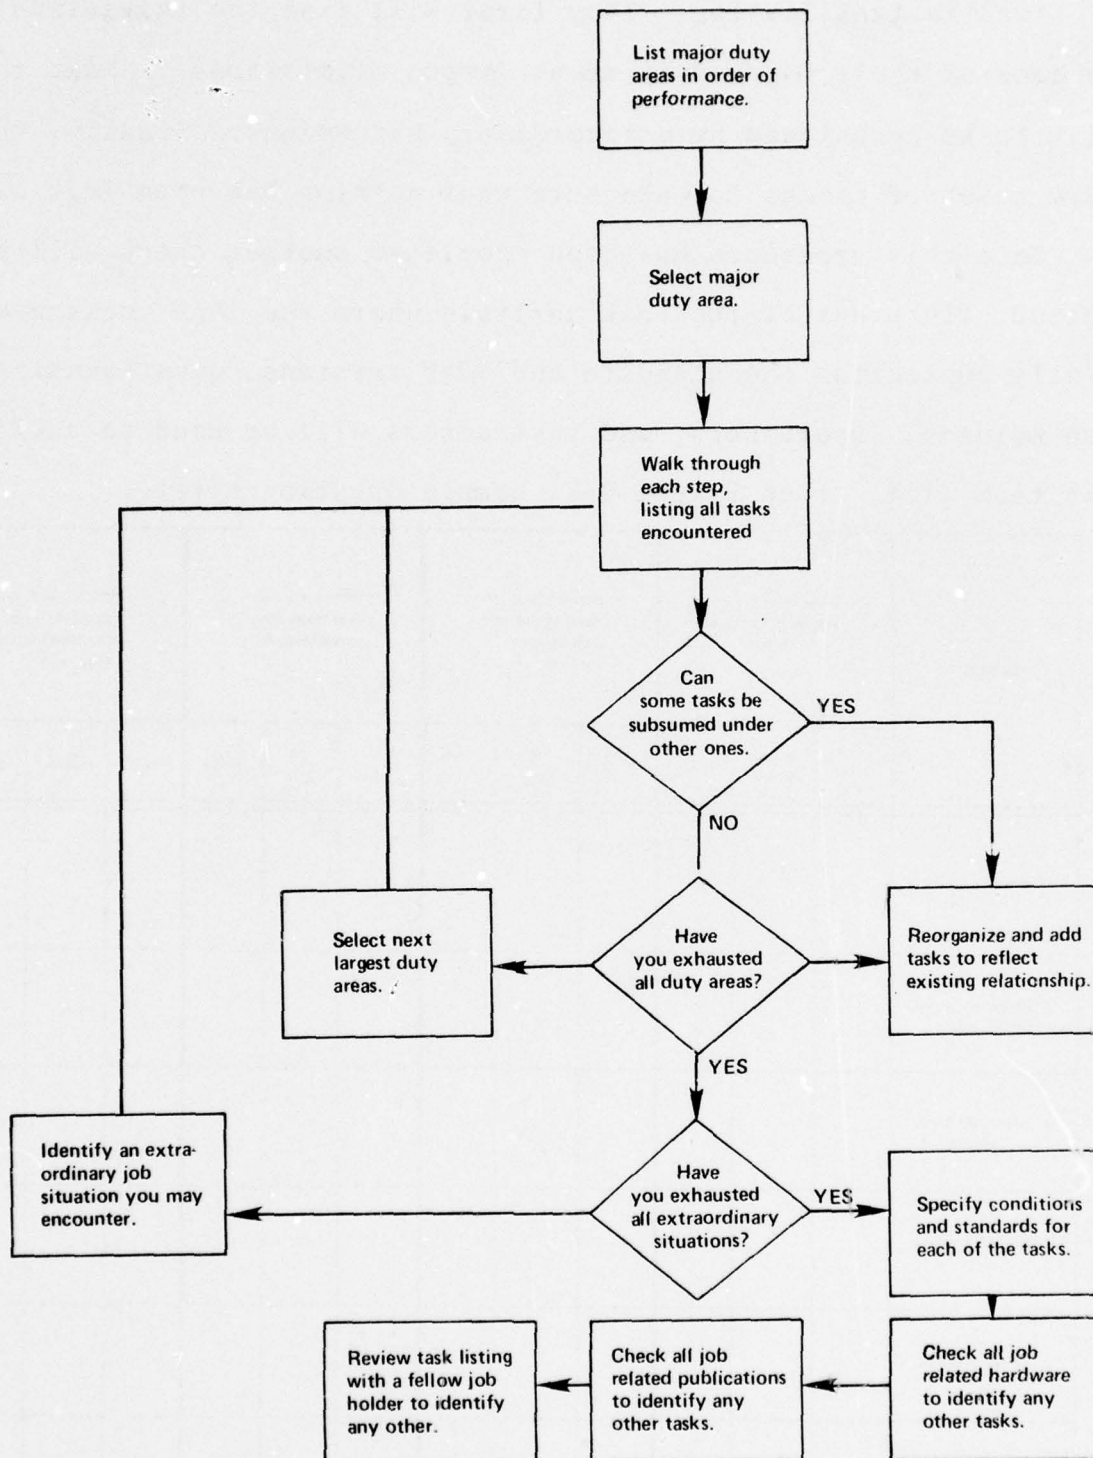 List major duty
areas in order of
performance.
Select major
duty area.
Walk through
each step,
listing all tasks
encountered
Can
some tasks be
subsumed under
other ones.
YES
NO
Select next
largest duty
areas.
Have
you exhausted
all duty areas?
Reorganize and add
tasks to reflect
existing relationship.
YES
Identify an extra-
ordinary job
situation you may
encounter.
Have
you exhausted
all extraordinary
situations?
YES
Specify conditions
and standards for
each of the tasks.
Review task listing
with a fellow job
holder to identify
any other.
Check all job
related publications
to identify any
other tasks.
Check all job
related hardware
to identify any
other tasks.